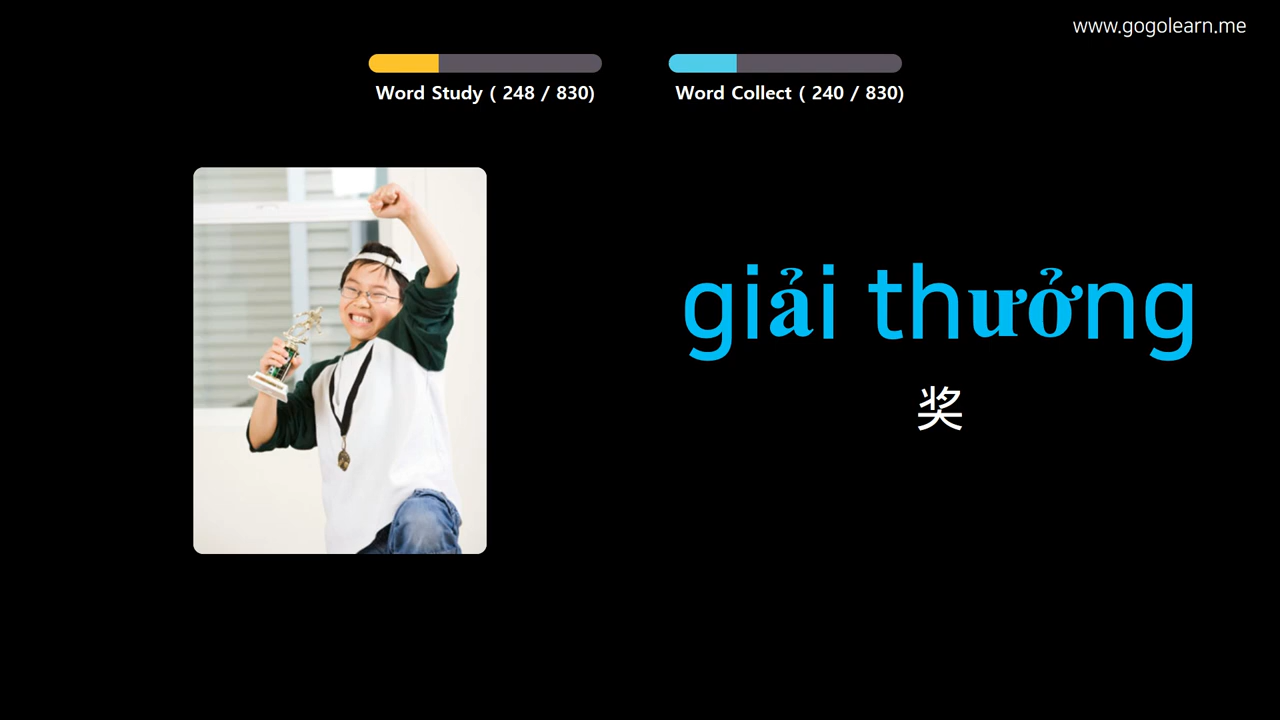 www.gogolearn.me
Word Study ( 248 / 830)
Word Collect ( 240 / 830)
giải thưởng
奖